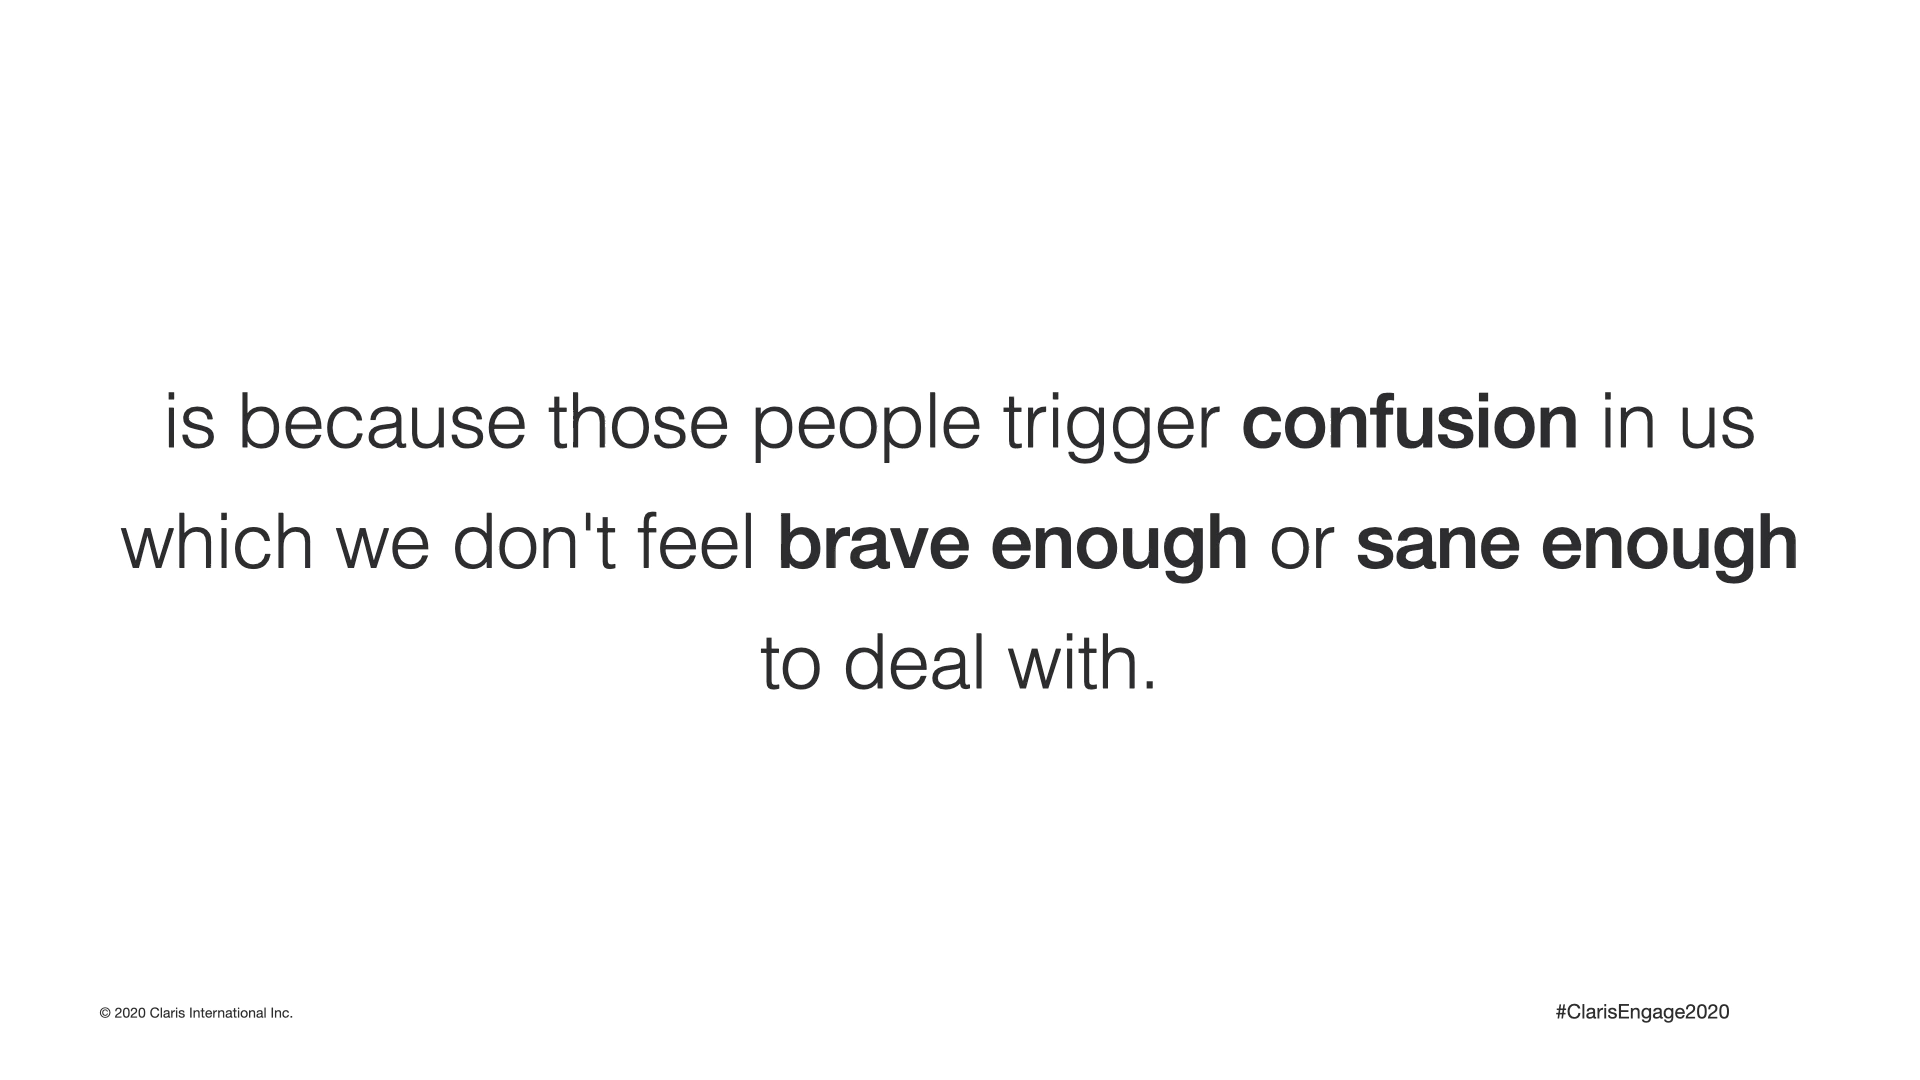 is because those people trigger confusion in us
which we don't feel brave enough or sane enough
to deal with.
© 2020 Claris International Inc.
#ClarisEngage2020